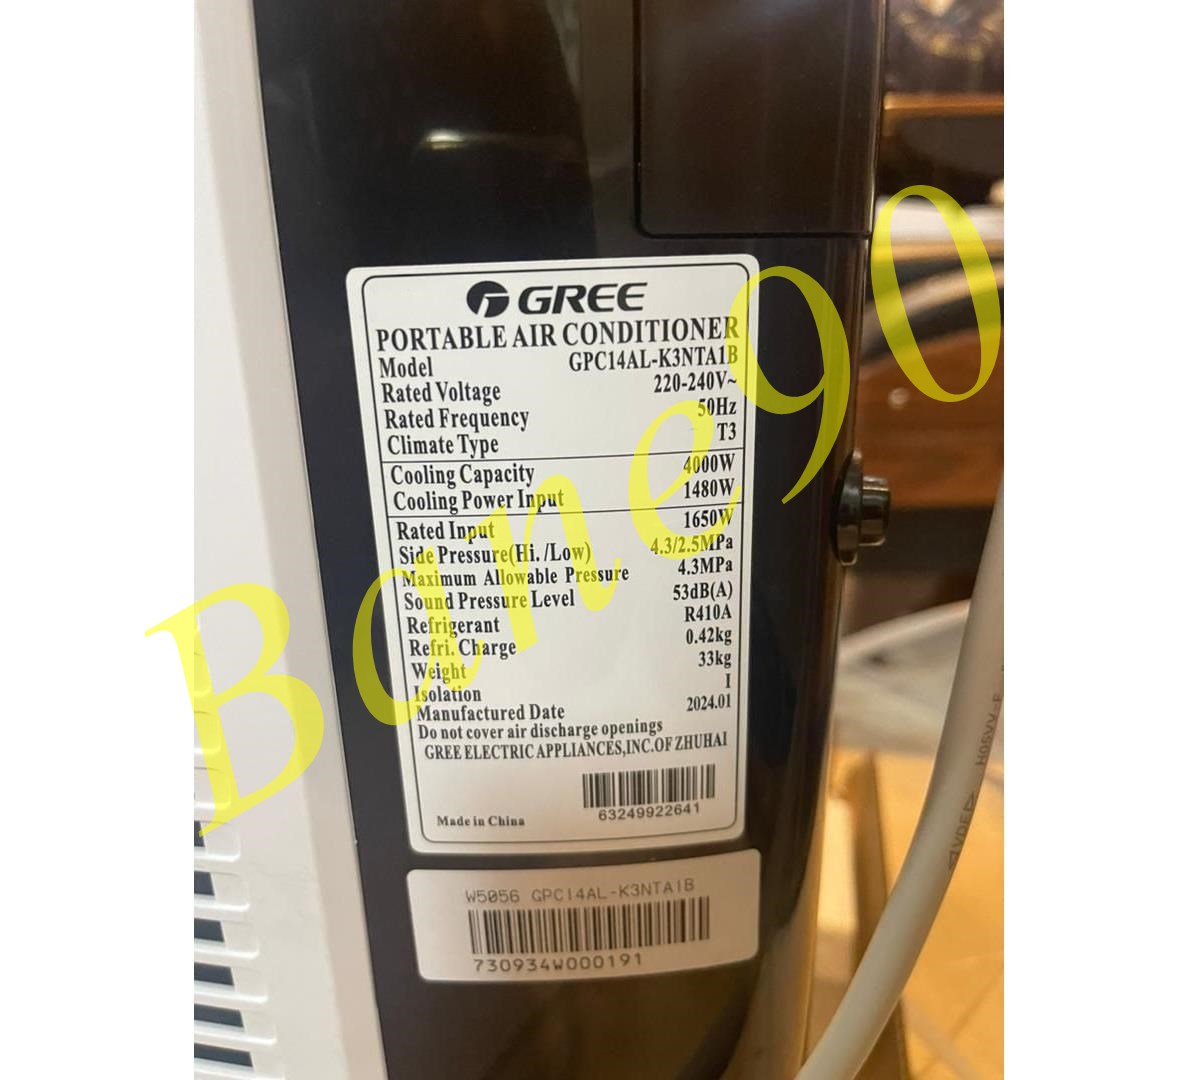 GREE
PORTABLE AIR CONDITIONER
Model GPC14AL-K3NTA1B
Rated Voltage 220-240V~
Rated Frequency 50Hz
Climate Type T3
Cooling Capacity 4000W
Cooling Power Input 1480W
Rated Input 1650W
Side Pressure(Hi./Low) 4.3/2.5MPa
Maximum Allowable Pressure 4.3MPa
Sound Pressure Level 53dB(A)
Refrigerant R410A
Refri. Charge 0.42kg
Weight 33kg
Isolation I
Manufactured Date 2024.01
Do not cover air discharge openings
GREE ELECTRIC APPLIANCES,INC.OF ZHUHAI
63249922641
Made in China
W5056 GPC14AL-K3NTA1B
730934W000191
Bane90